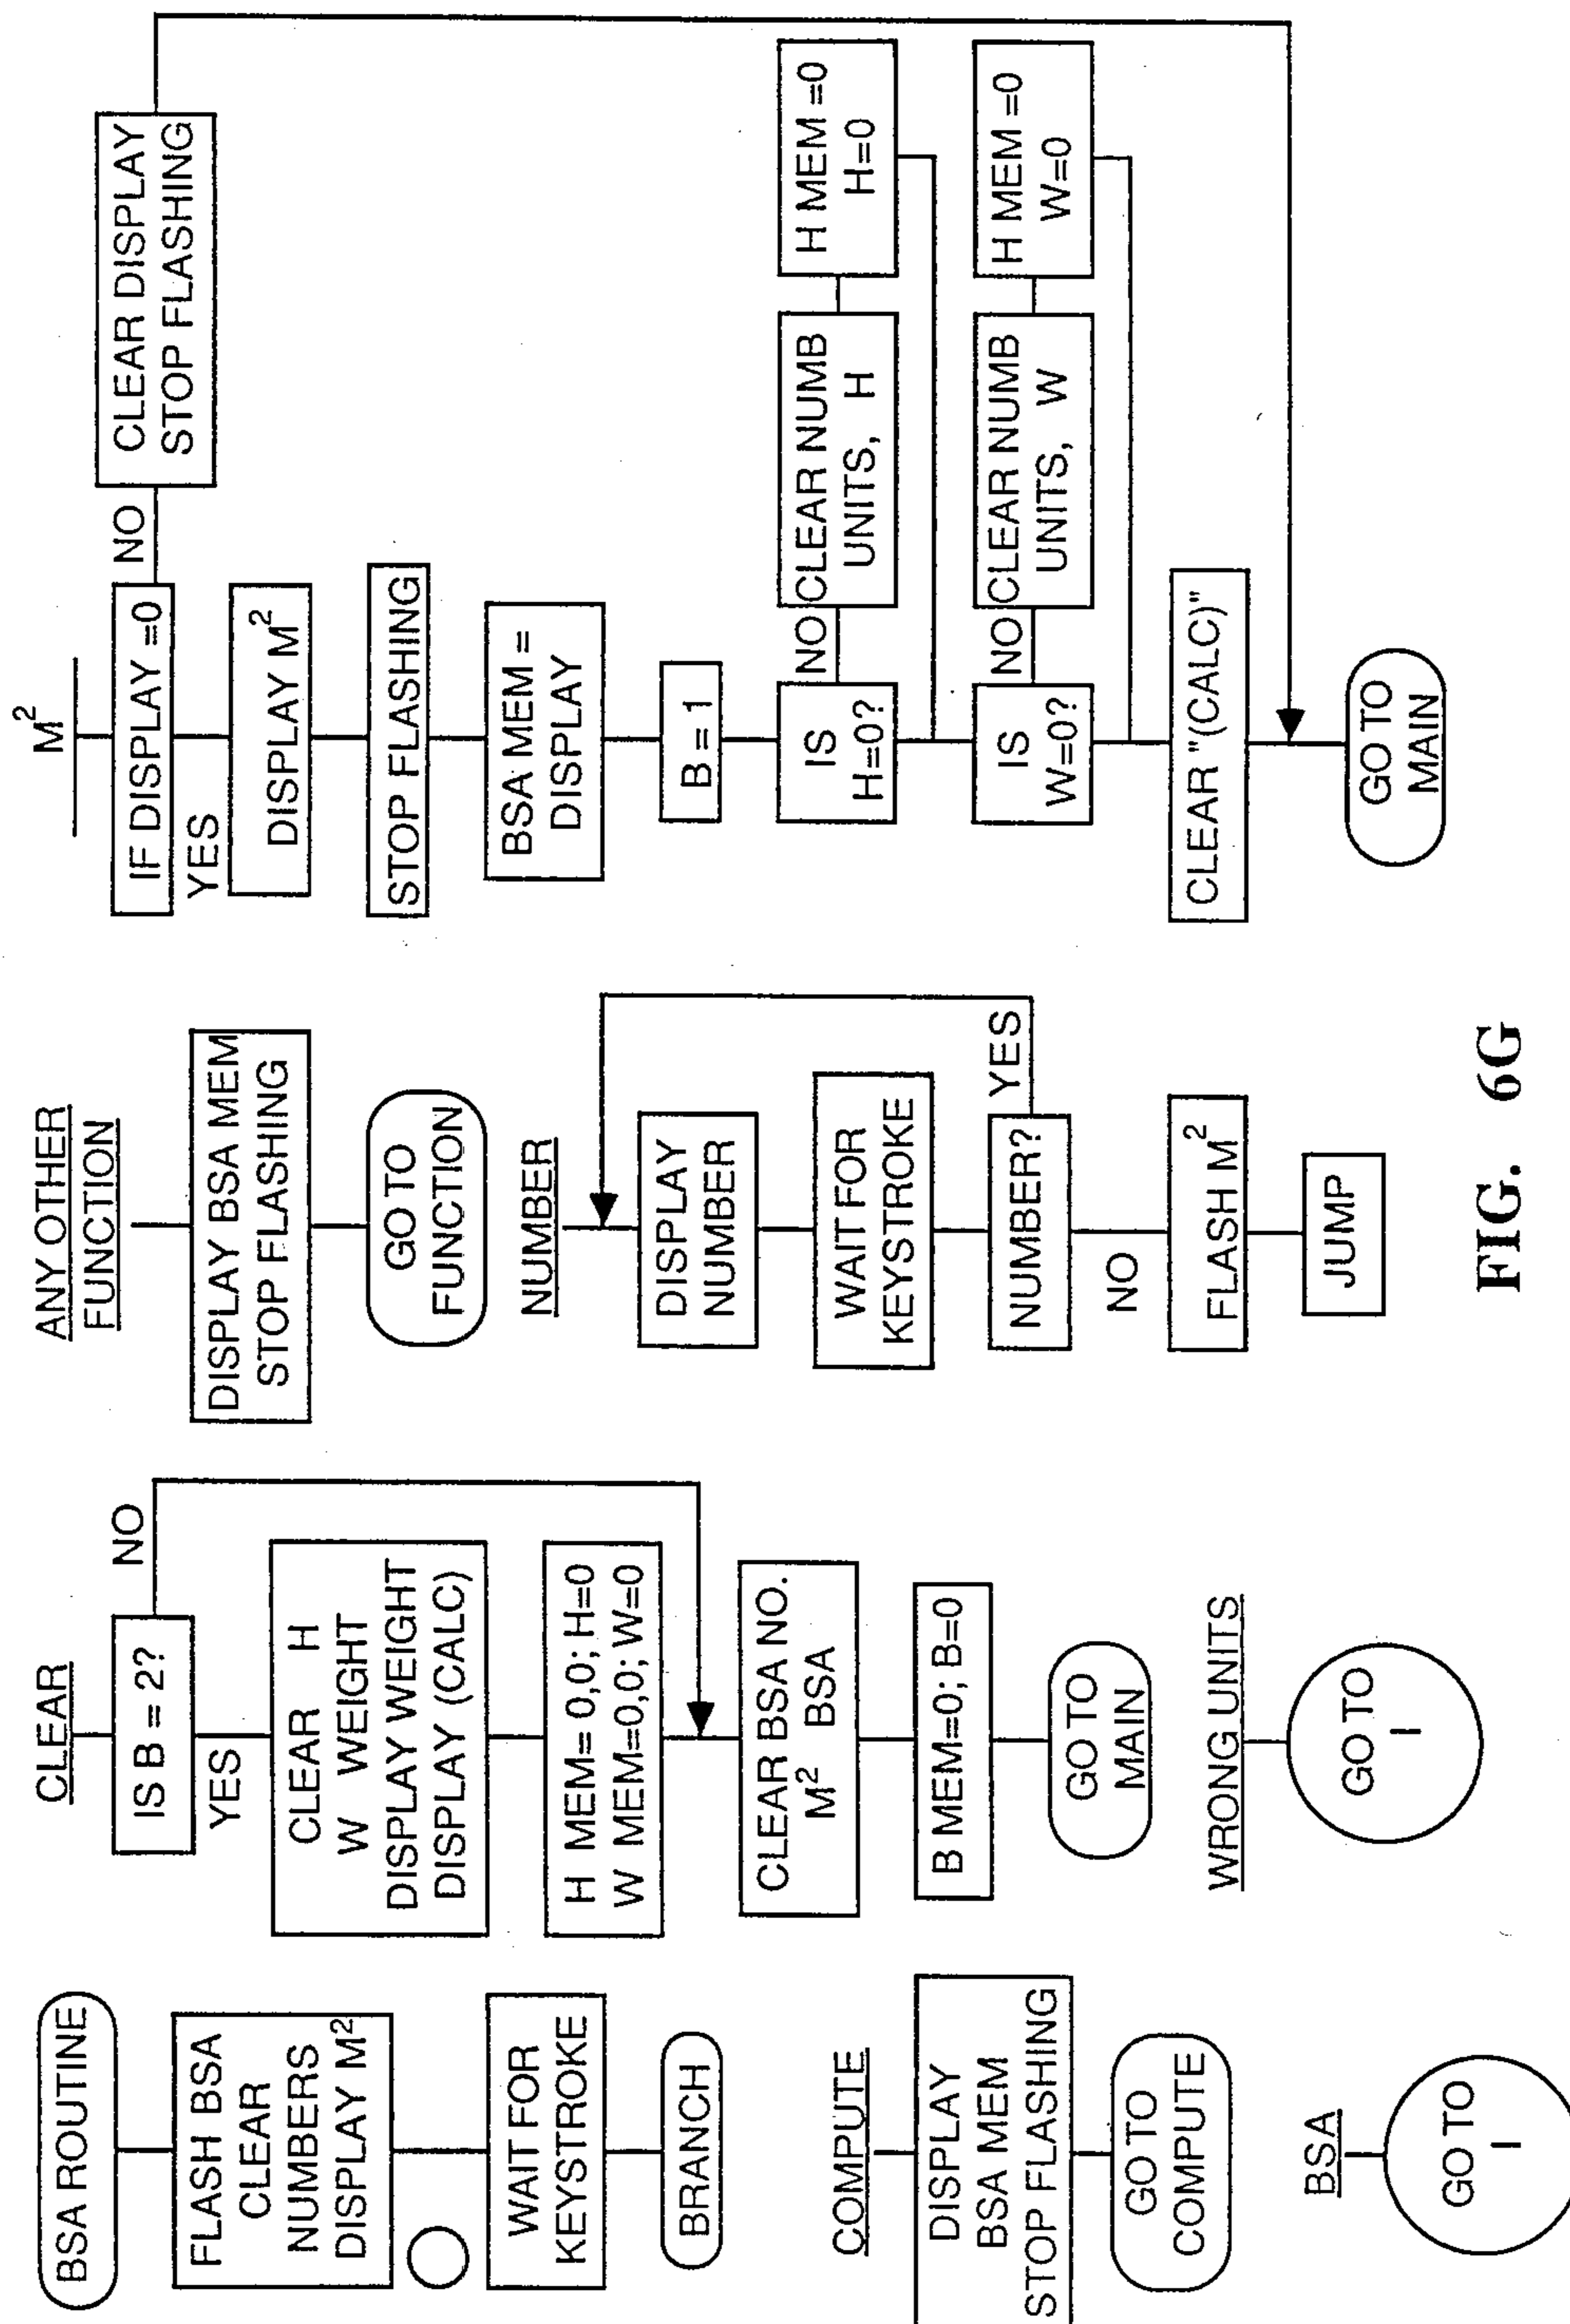 BSA ROUTINE
FLASH BSA
CLEAR
NUMBERS
DISPLAY M²
WAIT FOR
KEYSTROKE
BRANCH
COMPUTE
DISPLAY
BSA MEM
STOP FLASHING
GO TO
COMPUTE
BSA
GO TO
I
CLEAR
IS B = 2?
NO
YES
CLEAR H
W WEIGHT
DISPLAY WEIGHT
DISPLAY (CALC)
H MEM= 0,0; H=0
W MEM=0,0; W=0
CLEAR BSA NO.
M² BSA
B MEM=0; B=0
GO TO
MAIN
WRONG UNITS
GO TO
I
ANY OTHER
FUNCTION
DISPLAY BSA MEM
STOP FLASHING
GO TO
FUNCTION
NUMBER
DISPLAY
NUMBER
WAIT FOR
KEYSTROKE
NUMBER?
YES
NO
FLASH M²
JUMP
M²
IF DISPLAY =0
NO
CLEAR DISPLAY
STOP FLASHING
YES
DISPLAY M²
STOP FLASHING
BSA MEM =
DISPLAY
B = 1
IS
H=0?
NO
CLEAR NUMB
UNITS, H
H MEM =0
H=0
IS
W=0?
NO
CLEAR NUMB
UNITS, W
H MEM =0
W=0
CLEAR "(CALC)"
GO TO
MAIN
FIG. 6G